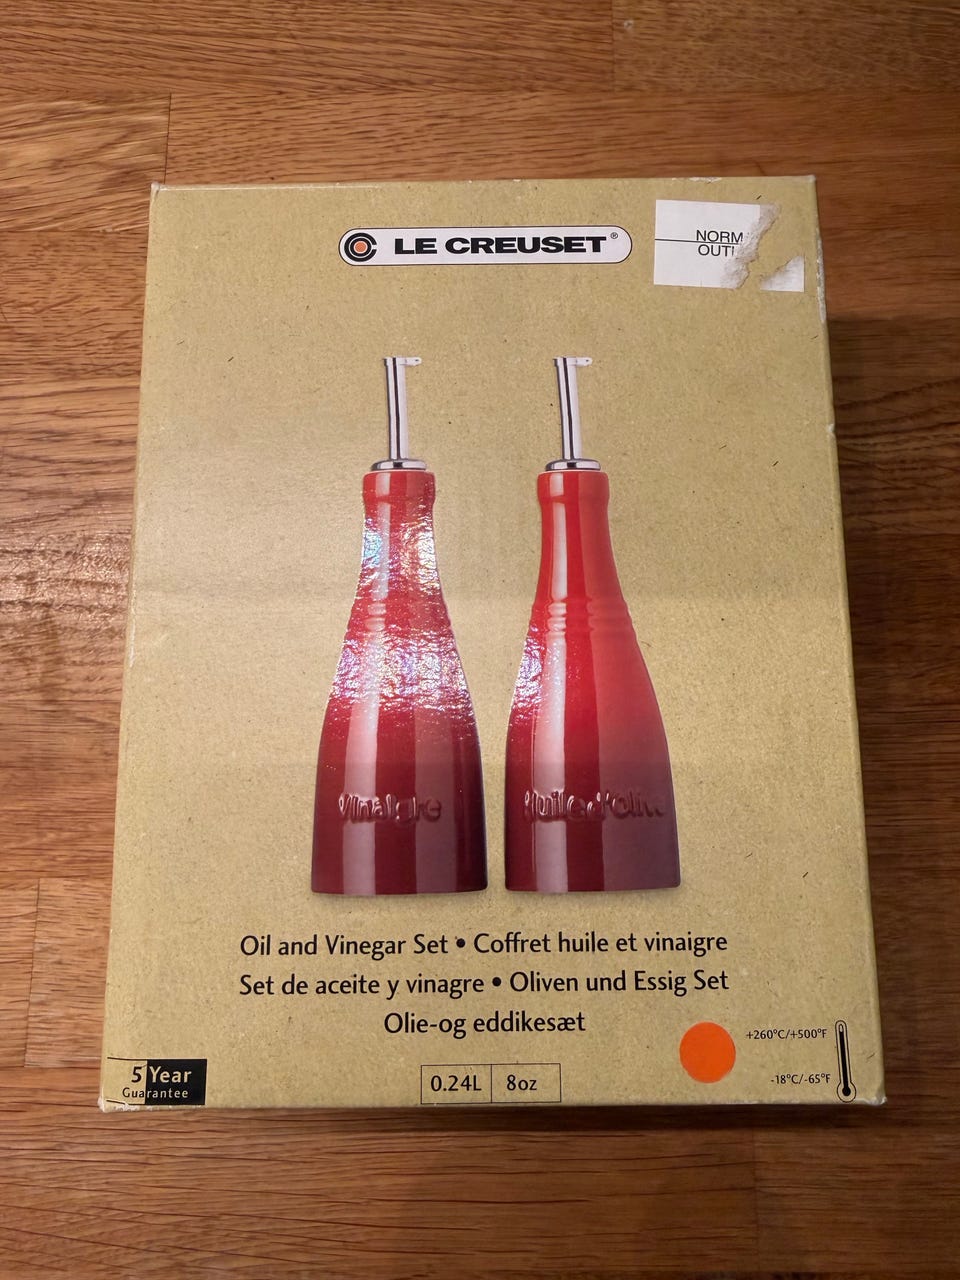 LE CREUSET®
NORM
OUT
Vinaigre
Huile d'Oliv
Oil and Vinegar Set • Coffret huile et vinaigre
Set de aceite y vinagre • Oliven und Essig Set
Olie-og eddikesæt
+260°C/+500°F
-18°C/-65°F
5 Year
Guarantee
0.24L 8oz